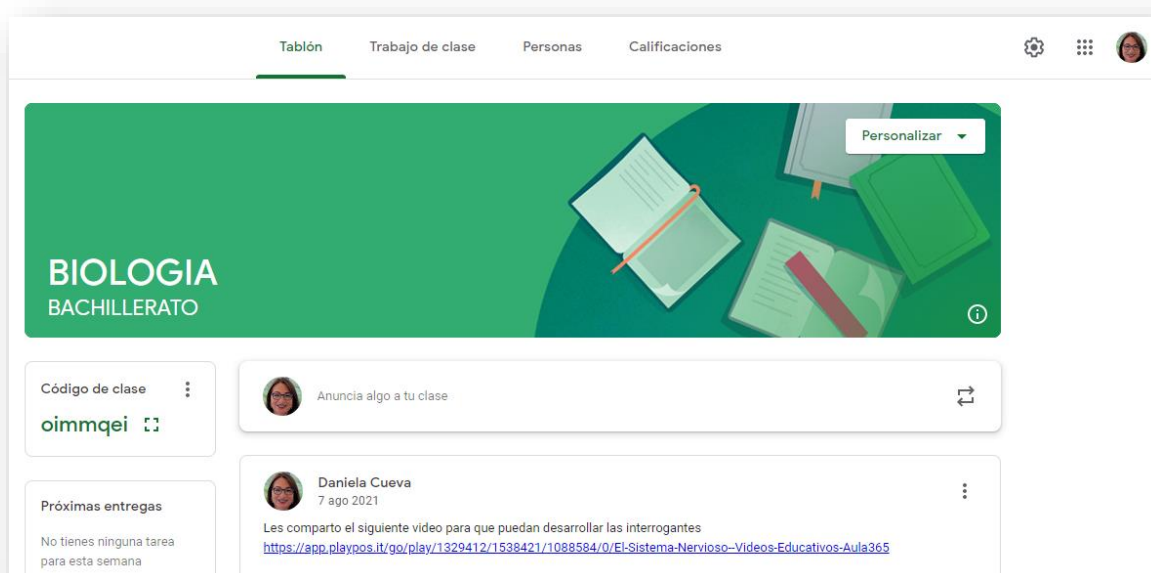 Tablón Trabajo de clase Personas Calificaciones
Personalizar
BIOLOGIA
BACHILLERATO
Código de clase
oimmqei
Anuncia algo a tu clase
Daniela Cueva
7 ago 2021
Les comparto el siguiente video para que puedan desarrollar las interrogantes
https://app.playpos.it/go/play/1329412/1538421/1088584/0/El-Sistema-Nervioso--Videos-Educativos-Aula365
Próximas entregas
No tienes ninguna tarea
para esta semana